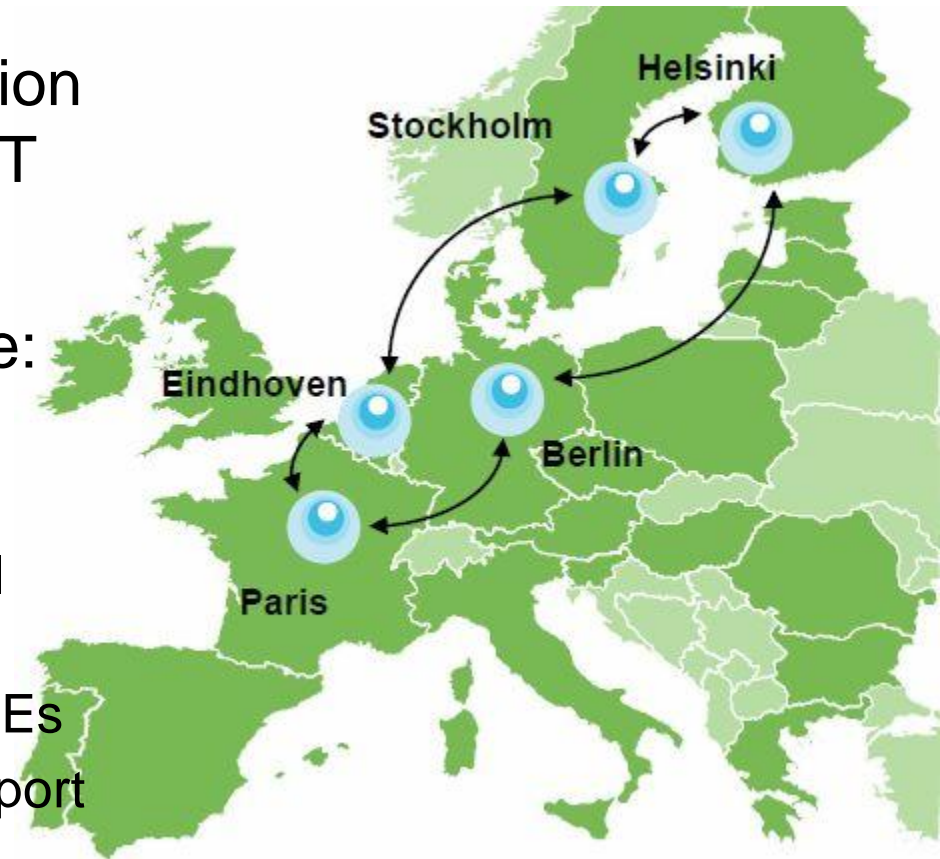 ion
T
e:
Es
port
Helsinki
Stockholm
Eindhoven
Berlin
Paris